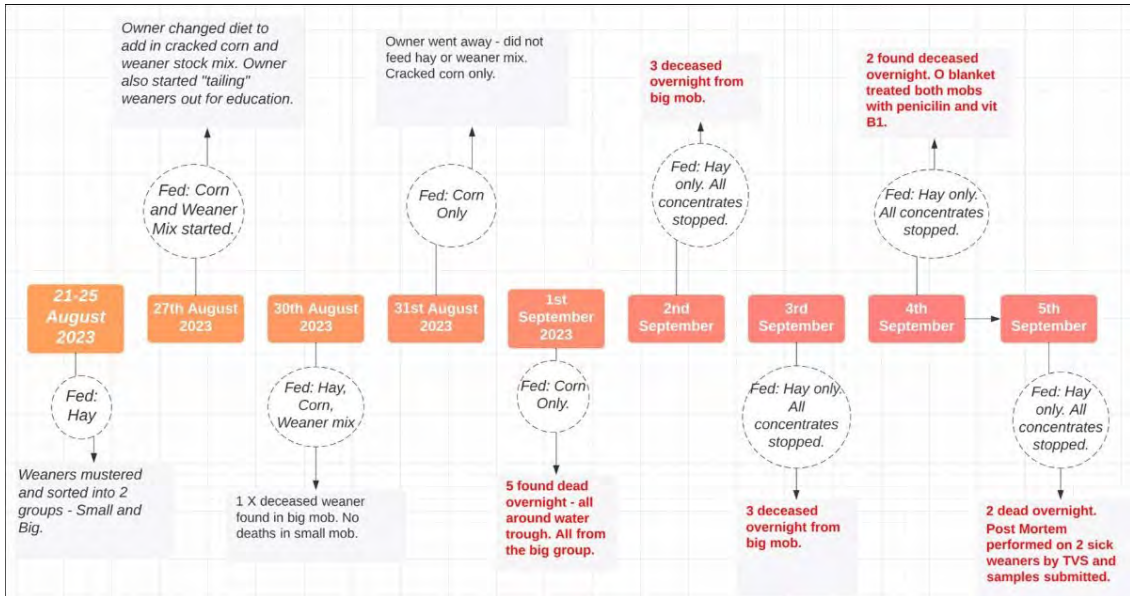 Owner changed diet to
add in cracked corn and
weaner stock mix. Owner
also started "tailing"
weaners out for education.
Owner went away - did not
feed hay or weaner mix.
Cracked corn only.
3 deceased
overnight from
big mob.
2 found deceased
overnight. O blanket
treated both mobs
with penicilin and vit
B1.
Fed: Corn
and Weaner
Mix started.
Fed: Corn
Only
Fed: Hay
only. All
concentrates
stopped.
Fed: Hay only.
All concentrates
stopped.
21-25
August
2023
27th August
2023
30th August
2023
31st August
2023
1st
September
2023
2nd
September
3rd
September
4th
September
5th
September
Fed:
Hay
Fed: Hay,
Corn,
Weaner mix
Fed: Corn
Only.
Fed: Hay only.
All
concentrates
stopped.
Fed: Hay
only. All
concentrates
stopped.
Weaners mustered
and sorted into 2
groups - Small and
Big.
1 X deceased weaner
found in big mob. No
deaths in small mob.
5 found dead
overnight - all
around water
trough. All from
the big group.
3 deceased
overnight from
big mob.
2 dead overnight.
Post Mortem
performed on 2 sick
weaners by TVS and
samples submitted.